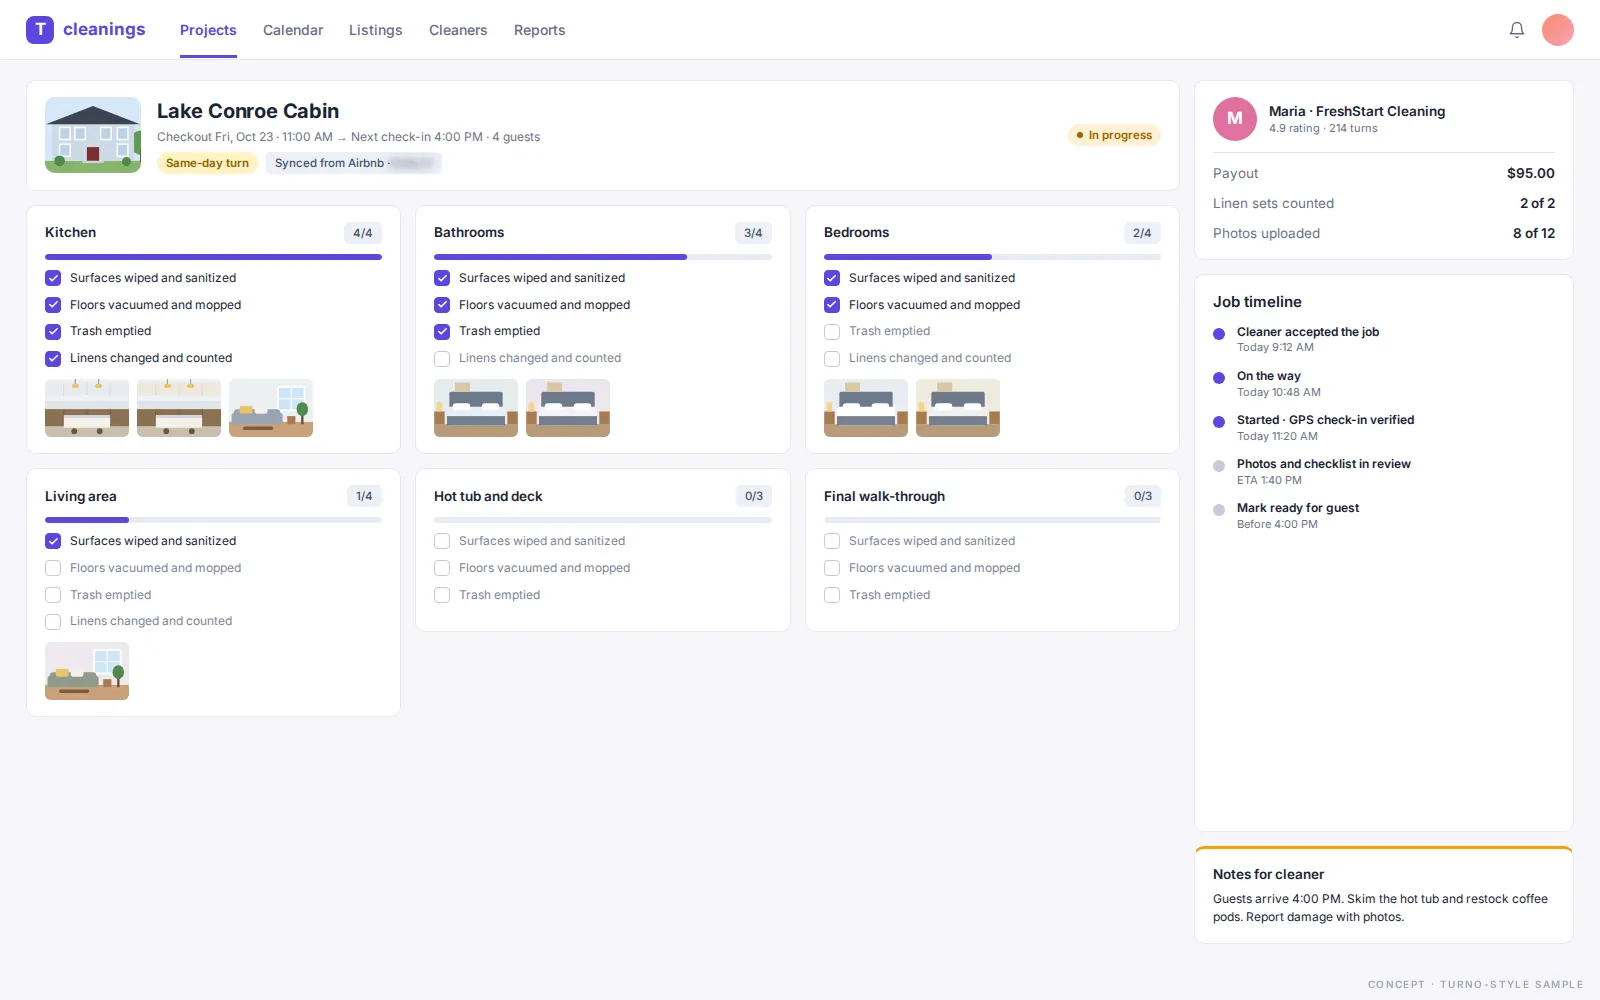 T cleanings
Projects
Calendar
Listings
Cleaners
Reports
Lake Conroe Cabin
Checkout Fri, Oct 23 · 11:00 AM → Next check-in 4:00 PM · 4 guests
Same-day turn
Synced from Airbnb ·
In progress
Kitchen
4/4
Surfaces wiped and sanitized
Floors vacuumed and mopped
Trash emptied
Linens changed and counted
Bathrooms
3/4
Surfaces wiped and sanitized
Floors vacuumed and mopped
Trash emptied
Linens changed and counted
Bedrooms
2/4
Surfaces wiped and sanitized
Floors vacuumed and mopped
Trash emptied
Linens changed and counted
Living area
1/4
Surfaces wiped and sanitized
Floors vacuumed and mopped
Trash emptied
Linens changed and counted
Hot tub and deck
0/3
Surfaces wiped and sanitized
Floors vacuumed and mopped
Trash emptied
Final walk-through
0/3
Surfaces wiped and sanitized
Floors vacuumed and mopped
Trash emptied
M
Maria · FreshStart Cleaning
4.9 rating · 214 turns
Payout $95.00
Linen sets counted 2 of 2
Photos uploaded 8 of 12
Job timeline
Cleaner accepted the job
Today 9:12 AM
On the way
Today 10:48 AM
Started · GPS check-in verified
Today 11:20 AM
Photos and checklist in review
ETA 1:40 PM
Mark ready for guest
Before 4:00 PM
Notes for cleaner
Guests arrive 4:00 PM. Skim the hot tub and restock coffee
pods. Report damage with photos.
CONCEPT · TURNO-STYLE SAMPLE